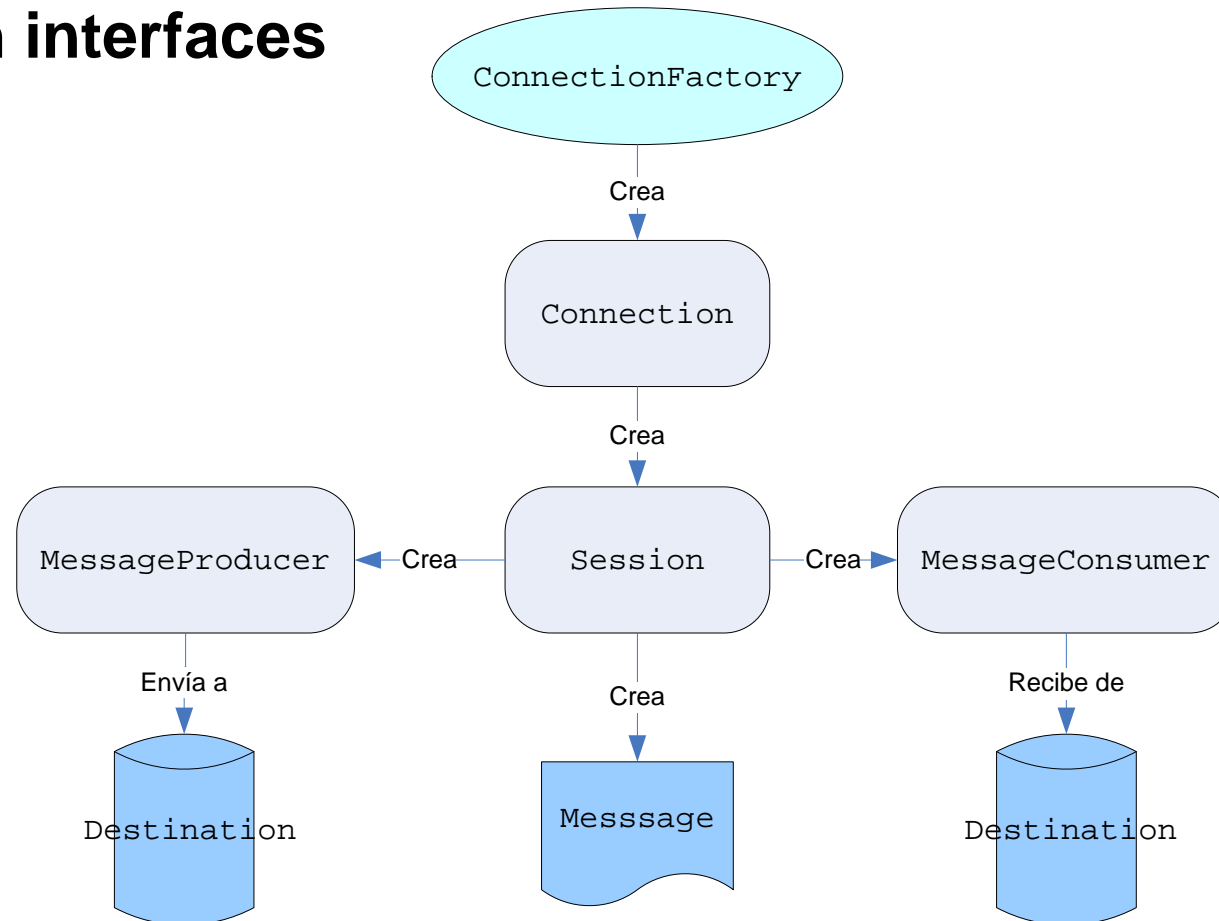 n interfaces
ConnectionFactory
Crea
Connection
Crea
MessageProducer
Crea
Session
Crea
MessageConsumer
Envía a
Crea
Recibe de
Destination
Messsage
Destination